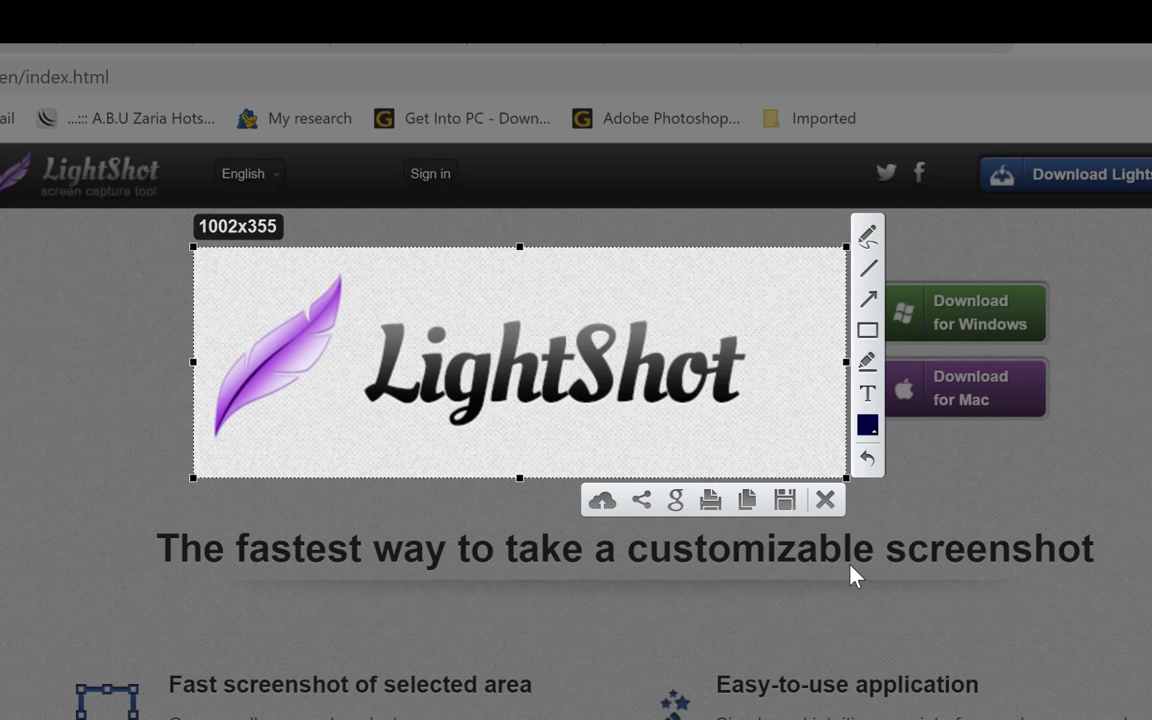 en/index.html
ail ...::: A.B.U Zaria Hots... My research Get Into PC - Down... Adobe Photoshop... Imported
LightShot English Sign in Download Lights
screen capture tool
1002x355
LightShot
Download
for Windows
Download
for Mac
T
g
The fastest way to take a customizable screenshot
Fast screenshot of selected area Easy-to-use application